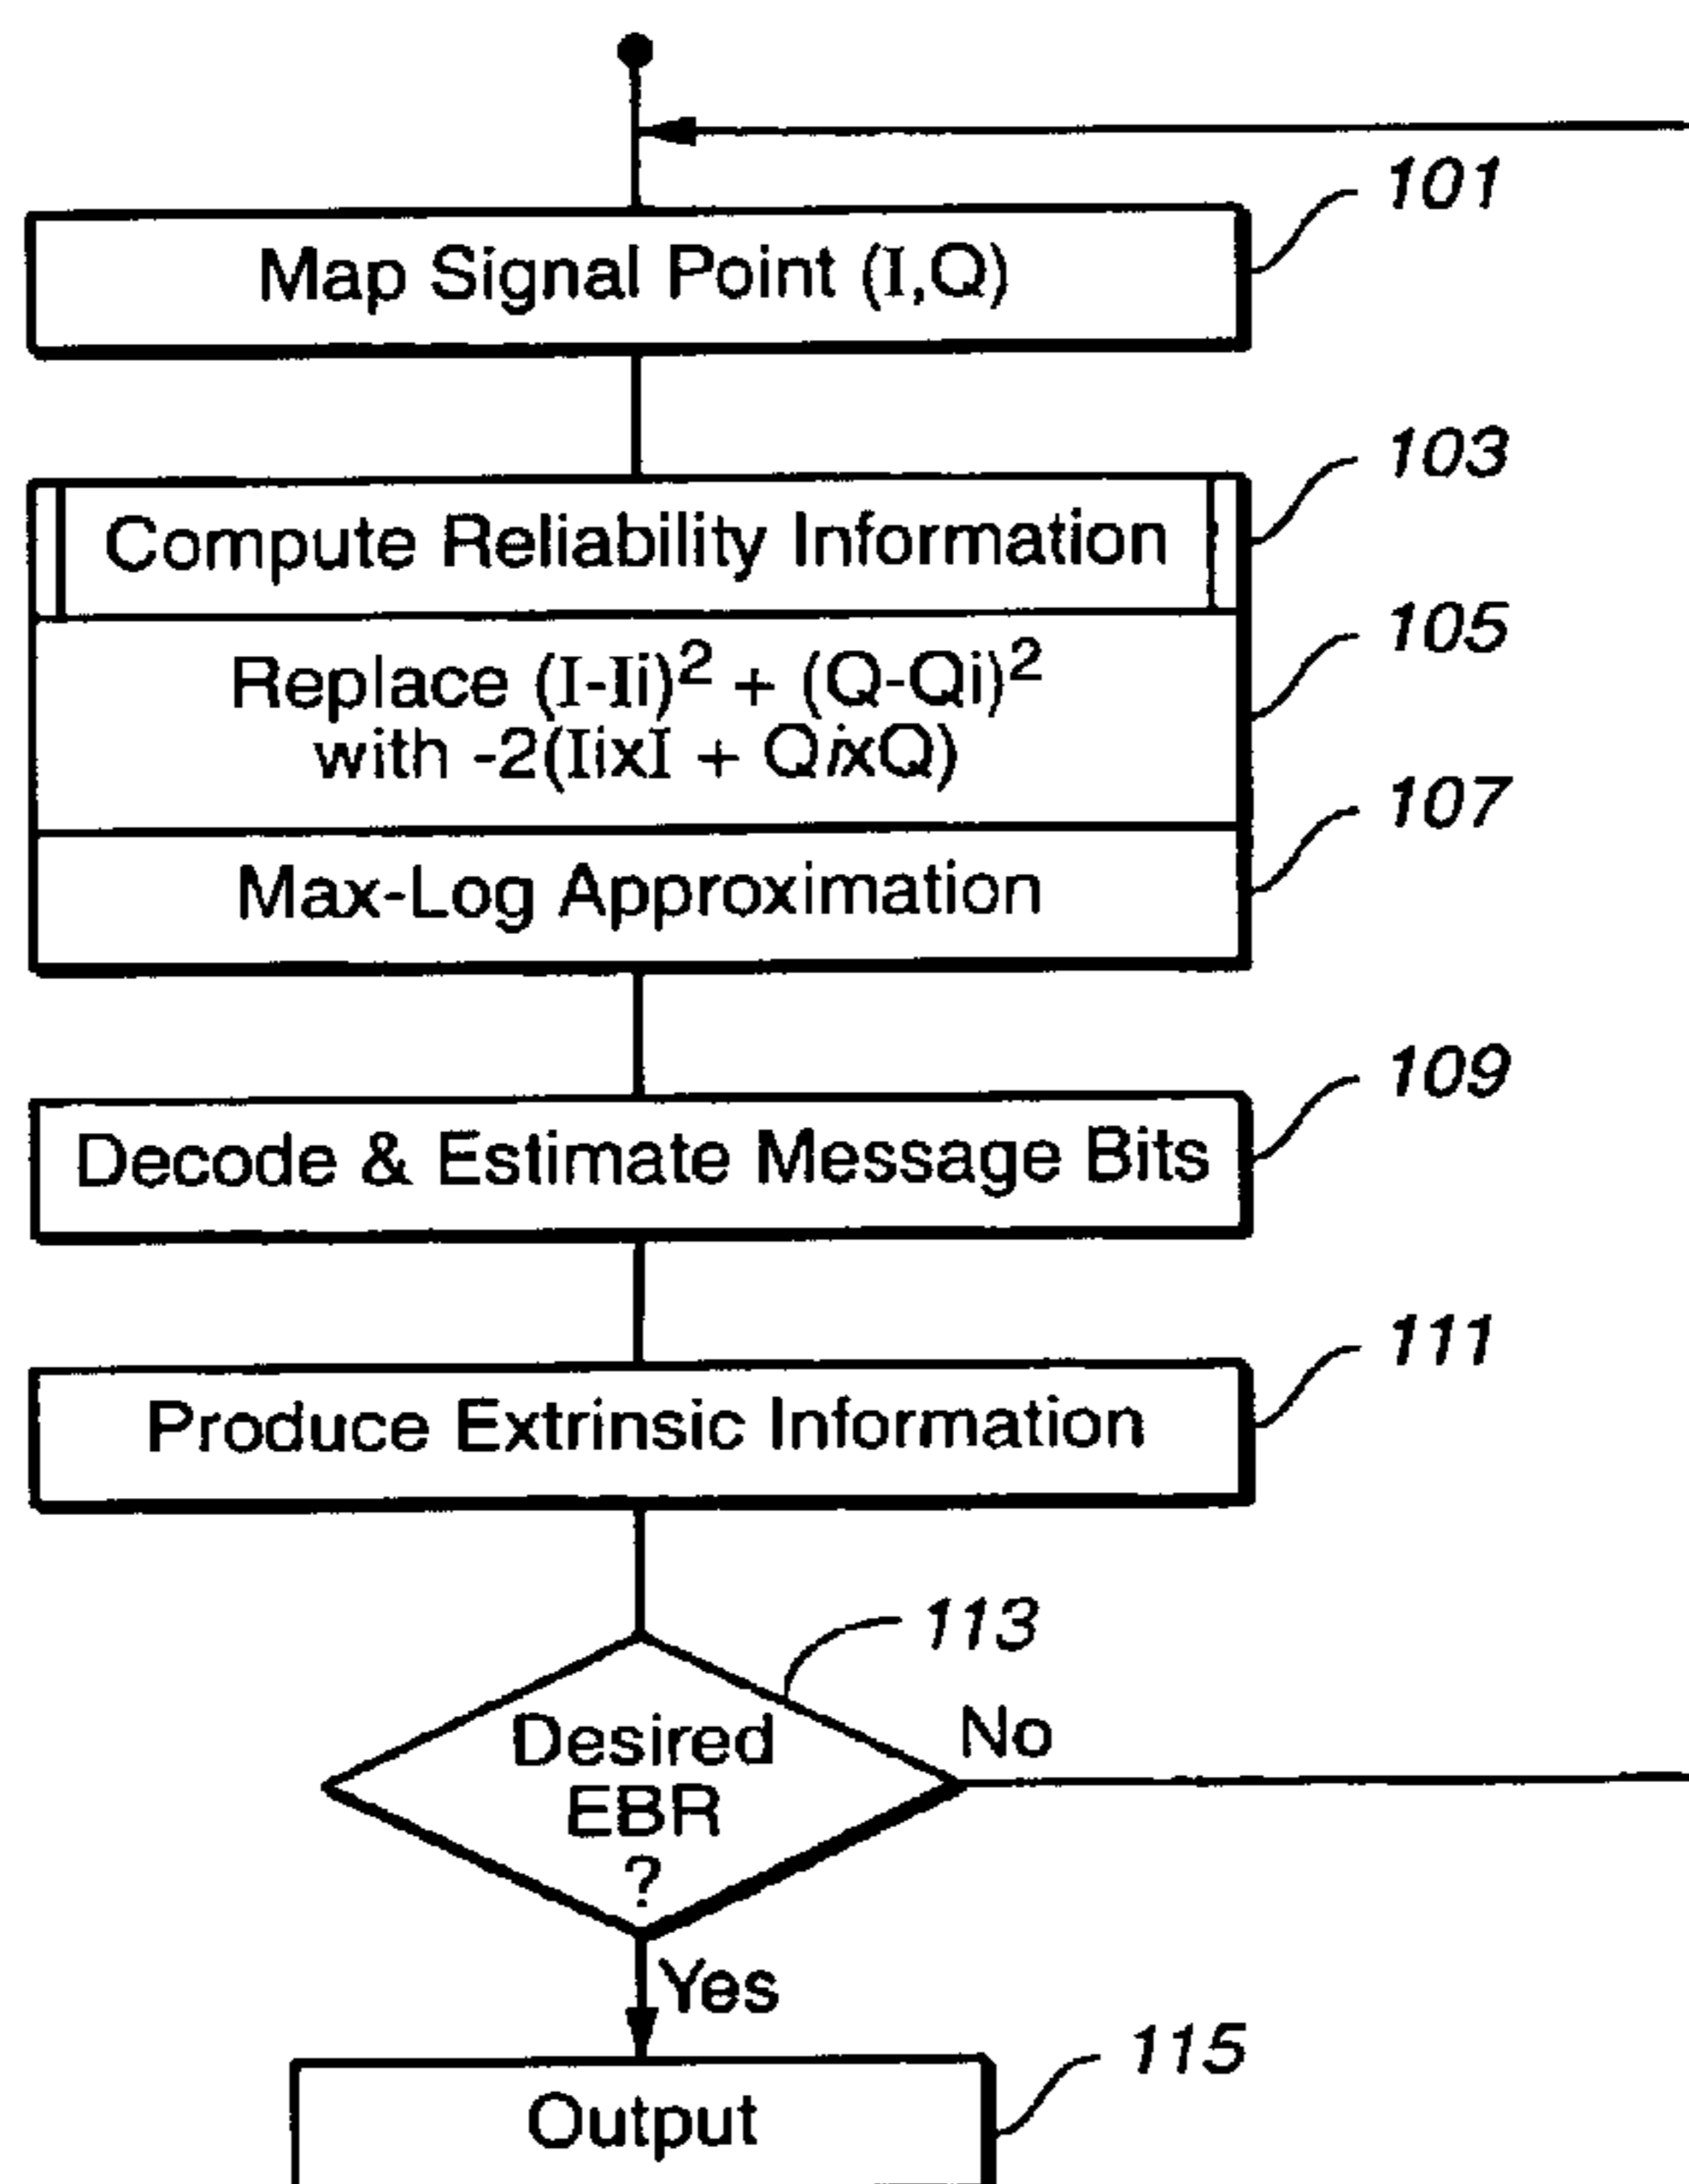 101
Map Signal Point (I,Q)
103
Compute Reliability Information
105
Replace (I-Ii)² + (Q-Qi)²
with -2(IixI + QixQ)
107
Max-Log Approximation
109
Decode & Estimate Message Bits
111
Produce Extrinsic Information
113
Desired
EBR
?
No
Yes
115
Output